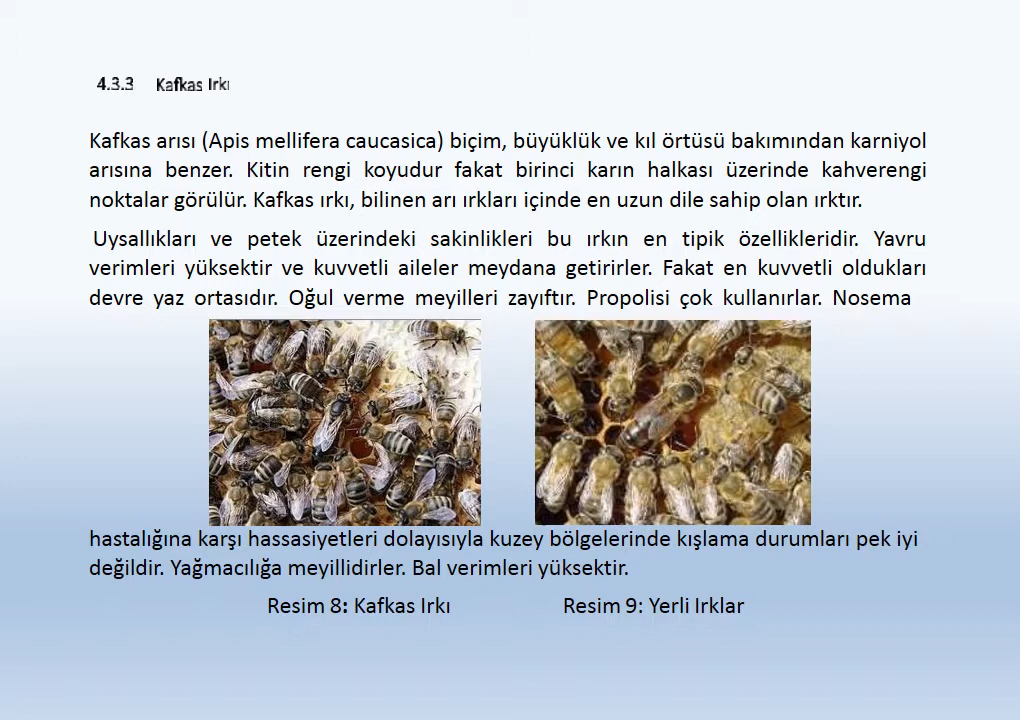 4.3.3 Kafkas Irkı
Kafkas arısı (Apis mellifera caucasica) biçim, büyüklük ve kıl örtüsü bakımından karniyol
arısına benzer. Kitin rengi koyudur fakat birinci karın halkası üzerinde kahverengi
noktalar görülür. Kafkas ırkı, bilinen arı ırkları içinde en uzun dile sahip olan ırktır.
Uysallıkları ve petek üzerindeki sakinlikleri bu ırkın en tipik özellikleridir. Yavru
verimleri yüksektir ve kuvvetli aileler meydana getirirler. Fakat en kuvvetli oldukları
devre yaz ortasıdır. Oğul verme meyilleri zayıftır. Propolisi çok kullanırlar. Nosema
hastalığına karşı hassasiyetleri dolayısıyla kuzey bölgelerinde kışlama durumları pek iyi
değildir. Yağmacılığa meyillidirler. Bal verimleri yüksektir.
Resim 8: Kafkas Irkı Resim 9: Yerli Irklar